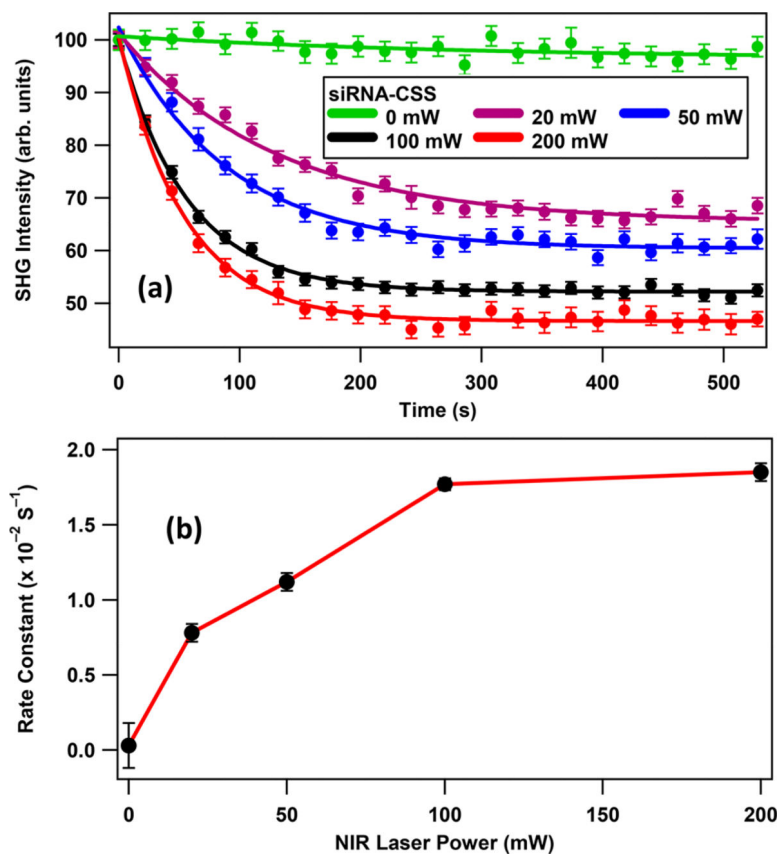 100
90
80
70
60
50
SHG Intensity (arb. units)
siRNA-CSS
0 mW 20 mW 50 mW
100 mW 200 mW
(a)
0 100 200 300 400 500
Time (s)
2.0
1.5
1.0
0.5
0.0
Rate Constant (x 10⁻² S⁻¹)
(b)
0 50 100 150 200
NIR Laser Power (mW)